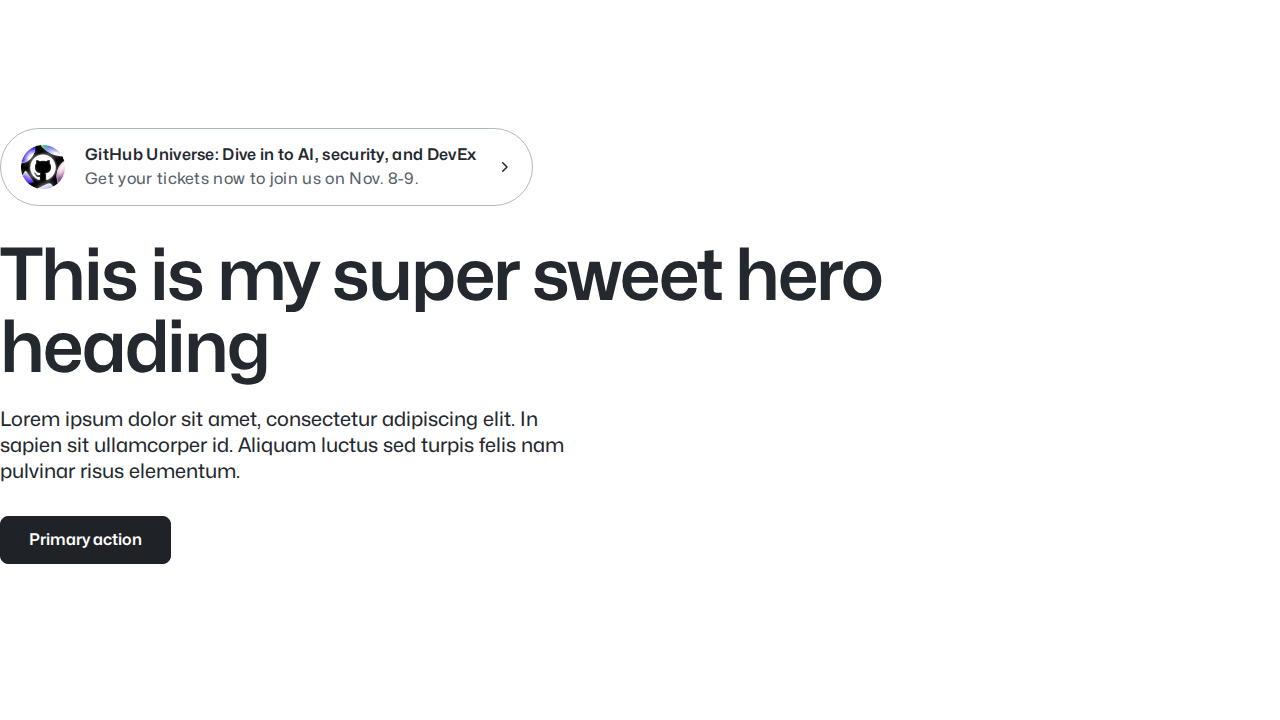 GitHub Universe: Dive in to AI, security, and DevEx
Get your tickets now to join us on Nov. 8-9.
This is my super sweet hero
heading
Lorem ipsum dolor sit amet, consectetur adipiscing elit. In
sapien sit ullamcorper id. Aliquam luctus sed turpis felis nam
pulvinar risus elementum.
Primary action